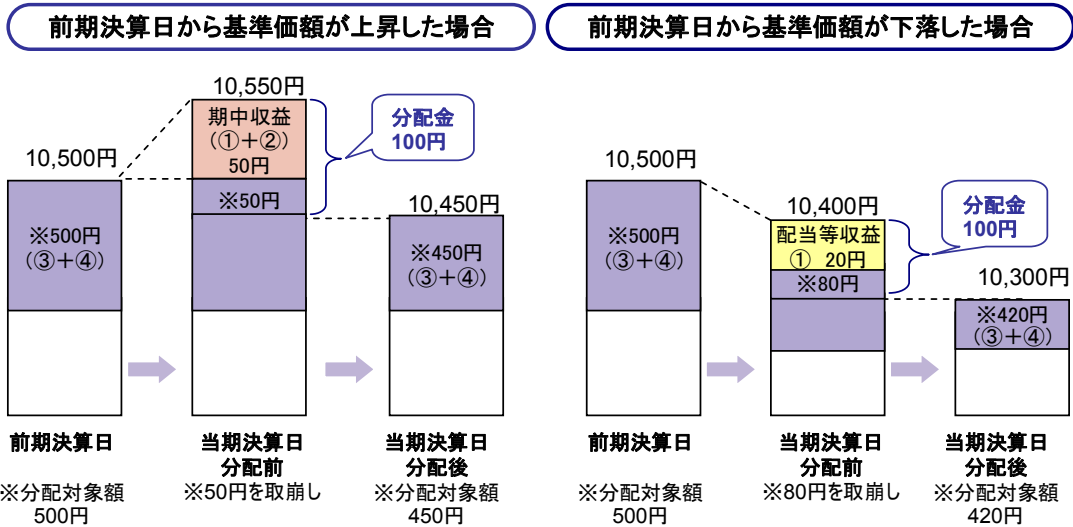 前期決算日から基準価額が上昇した場合
10,550円
期中収益
(①+②)
50円
分配金
100円
10,500円
※50円
10,450円
※500円
(③+④)
※450円
(③+④)
前期決算日
当期決算日
分配前
当期決算日
分配後
※分配対象額
500円
※50円を取崩し
※分配対象額
450円
前期決算日から基準価額が下落した場合
10,500円
10,400円
分配金
100円
※500円
(③+④)
配当等収益
① 20円
※80円
10,300円
※420円
(③+④)
前期決算日
当期決算日
分配前
当期決算日
分配後
※分配対象額
500円
※80円を取崩し
※分配対象額
420円